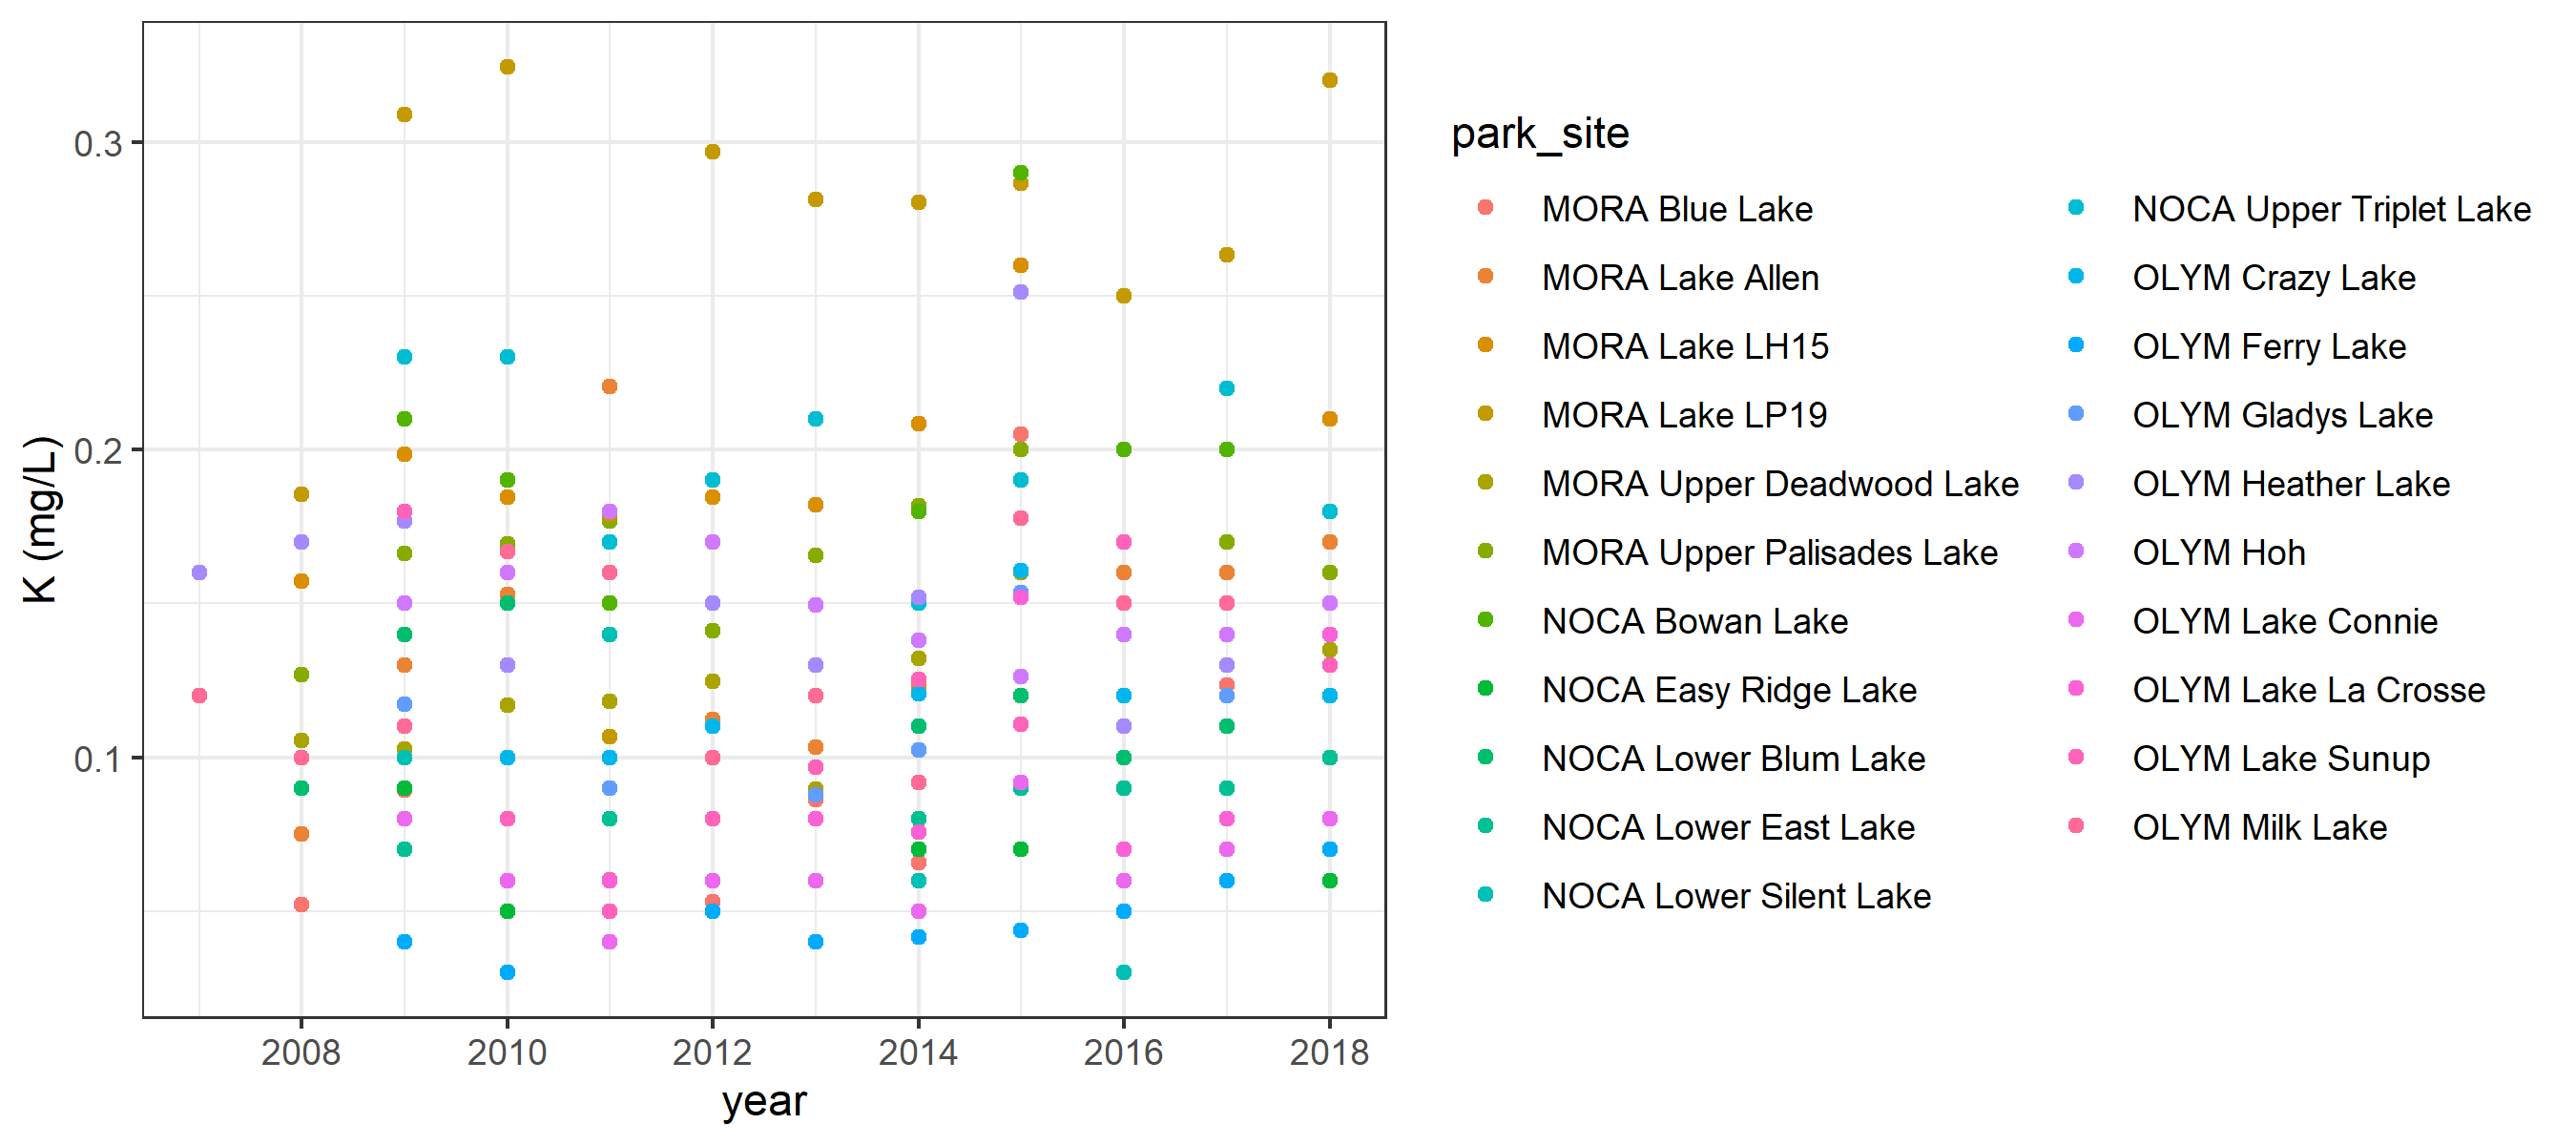 K (mg/L)
0.3
0.2
0.1
2008
2010
2012
2014
2016
2018
year
park_site
MORA Blue Lake
MORA Lake Allen
MORA Lake LH15
MORA Lake LP19
MORA Upper Deadwood Lake
MORA Upper Palisades Lake
NOCA Bowan Lake
NOCA Easy Ridge Lake
NOCA Lower Blum Lake
NOCA Lower East Lake
NOCA Lower Silent Lake
NOCA Upper Triplet Lake
OLYM Crazy Lake
OLYM Ferry Lake
OLYM Gladys Lake
OLYM Heather Lake
OLYM Hoh
OLYM Lake Connie
OLYM Lake La Crosse
OLYM Lake Sunup
OLYM Milk Lake